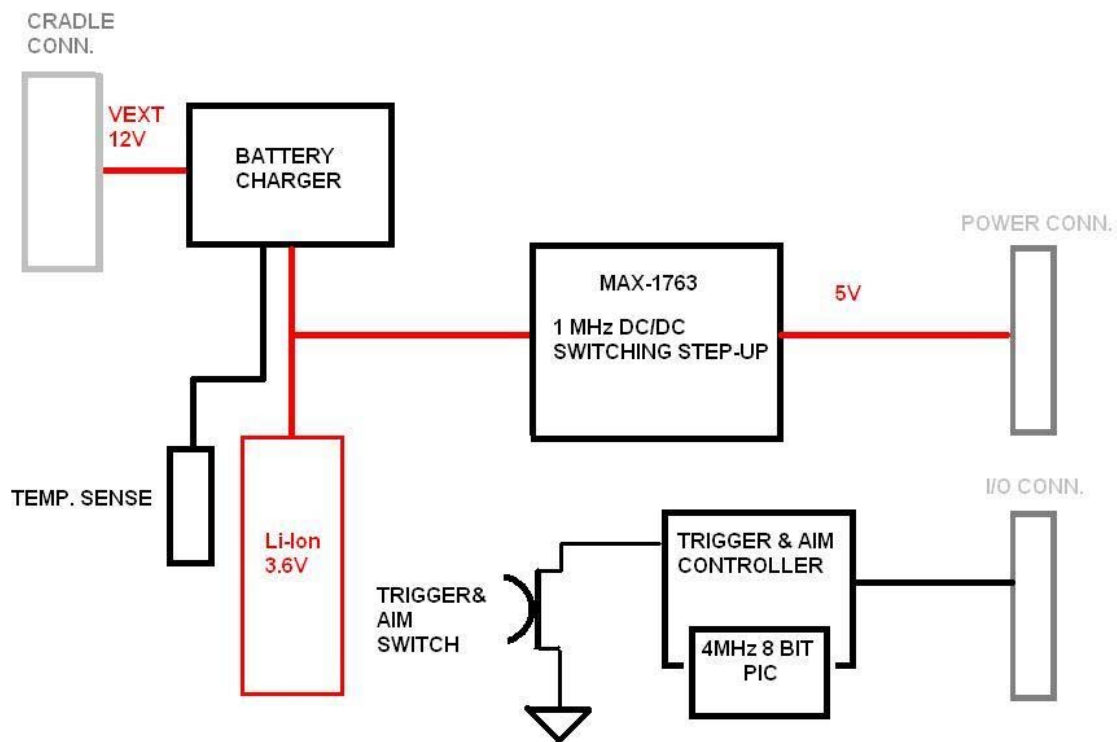 CRADLE
CONN.
VEXT
12V
BATTERY
CHARGER
POWER CONN.
MAX-1763
1 MHz DC/DC
SWITCHING STEP-UP
5V
TEMP. SENSE
Li-Ion
3.6V
I/O CONN.
TRIGGER & AIM
CONTROLLER
TRIGGER&
AIM
SWITCH
4MHz 8 BIT
PIC